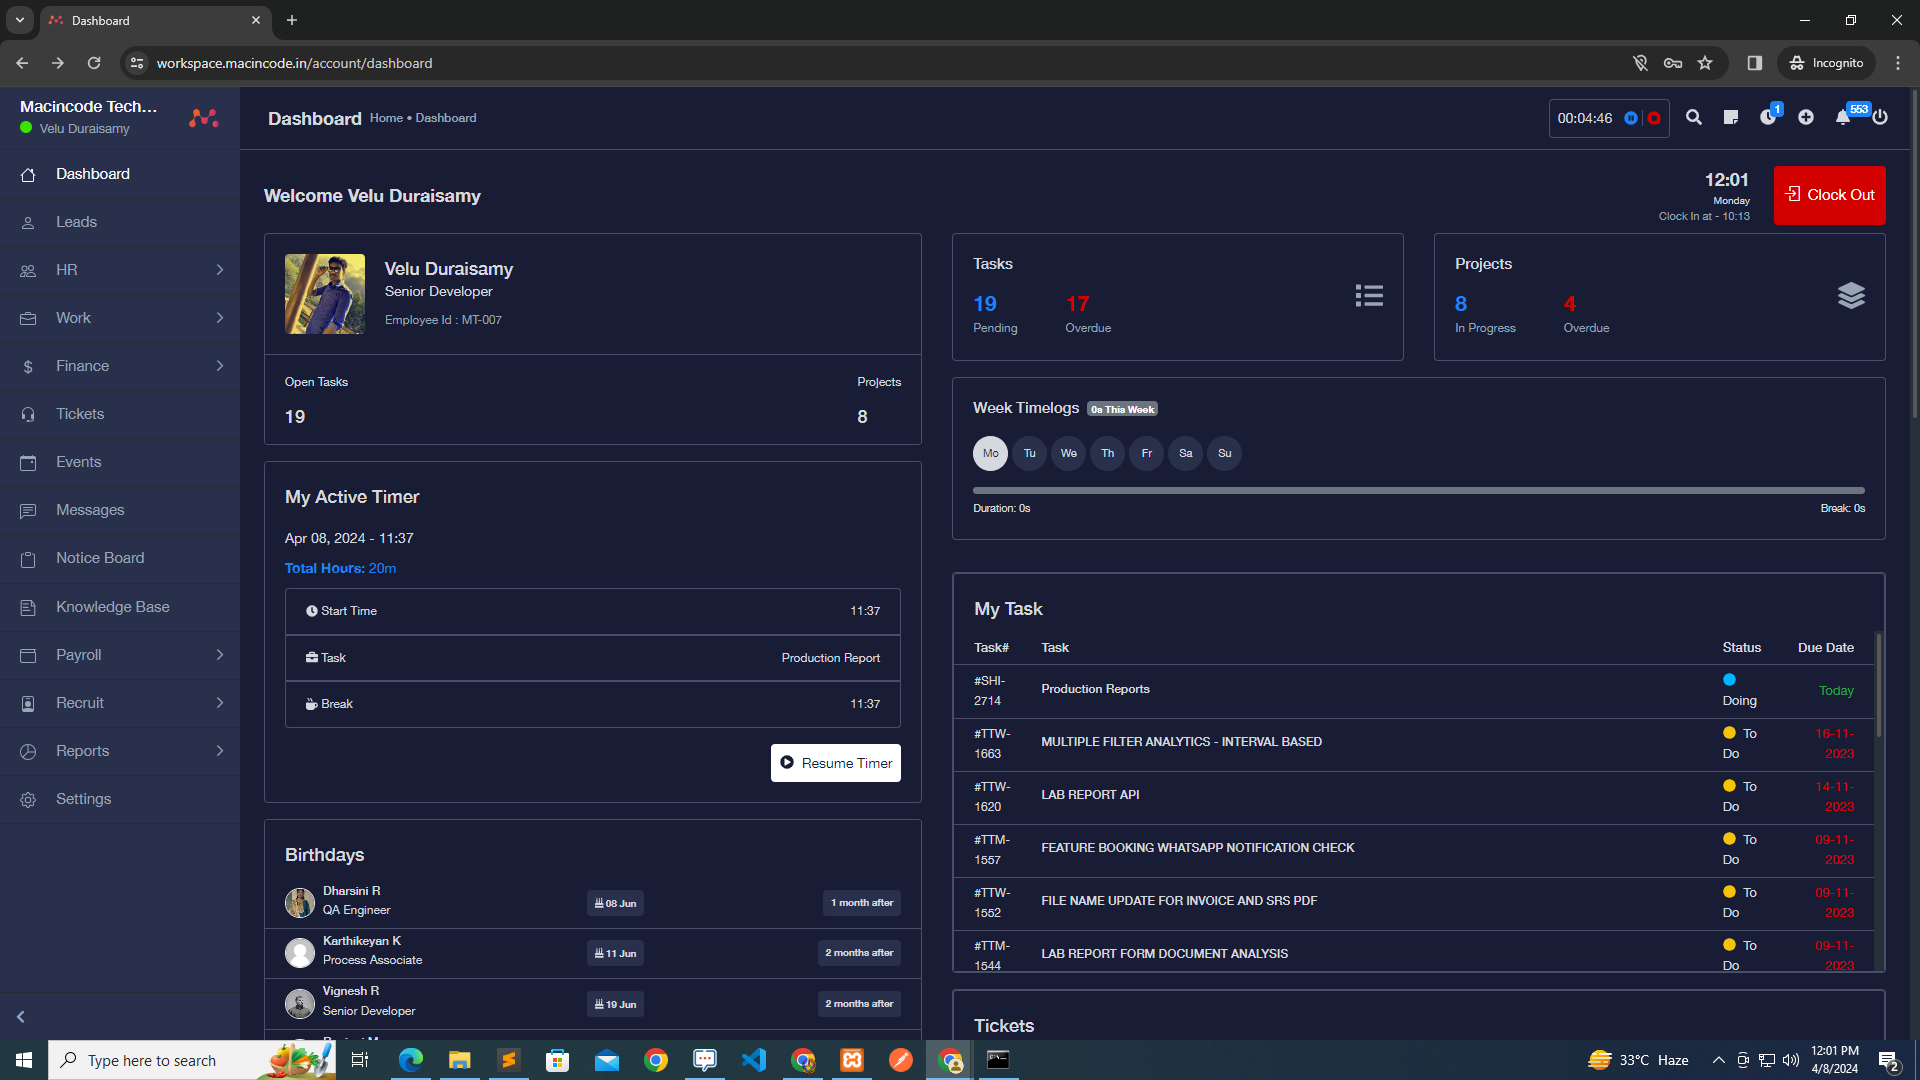 Dashboard
workspace.macincode.in/account/dashboard
Incognito
Macincode Tech...
Velu Duraisamy
Dashboard
Home • Dashboard
00:04:46
1
553
Dashboard
Leads
HR
Work
Finance
Tickets
Events
Messages
Notice Board
Knowledge Base
Payroll
Recruit
Reports
Settings
Welcome Velu Duraisamy
12:01
Monday
Clock In at - 10:13
Clock Out
Velu Duraisamy
Senior Developer
Employee Id : MT-007
Open Tasks
Projects
19
8
Tasks
19
17
Pending
Overdue
Projects
8
4
In Progress
Overdue
Week Timelogs 0s This Week
Mo Tu We Th Fr Sa Su
Duration: 0s
Break: 0s
My Active Timer
Apr 08, 2024 - 11:37
Total Hours: 20m
Start Time 11:37
Task Production Report
Break 11:37
Resume Timer
My Task
Task# Task Status Due Date
#SHI-2714 Production Reports Doing Today
#TTW-1663 MULTIPLE FILTER ANALYTICS - INTERVAL BASED To Do 16-11-2023
#TTW-1620 LAB REPORT API To Do 14-11-2023
#TTM-1557 FEATURE BOOKING WHATSAPP NOTIFICATION CHECK To Do 09-11-2023
#TTW-1552 FILE NAME UPDATE FOR INVOICE AND SRS PDF To Do 09-11-2023
#TTM-1544 LAB REPORT FORM DOCUMENT ANALYSIS To Do 09-11-2023
Birthdays
Dharsini R
QA Engineer
08 Jun
1 month after
Karthikeyan K
Process Associate
11 Jun
2 months after
Vignesh R
Senior Developer
19 Jun
2 months after
Tickets
Type here to search
33°C Haze
12:01 PM
4/8/2024
2